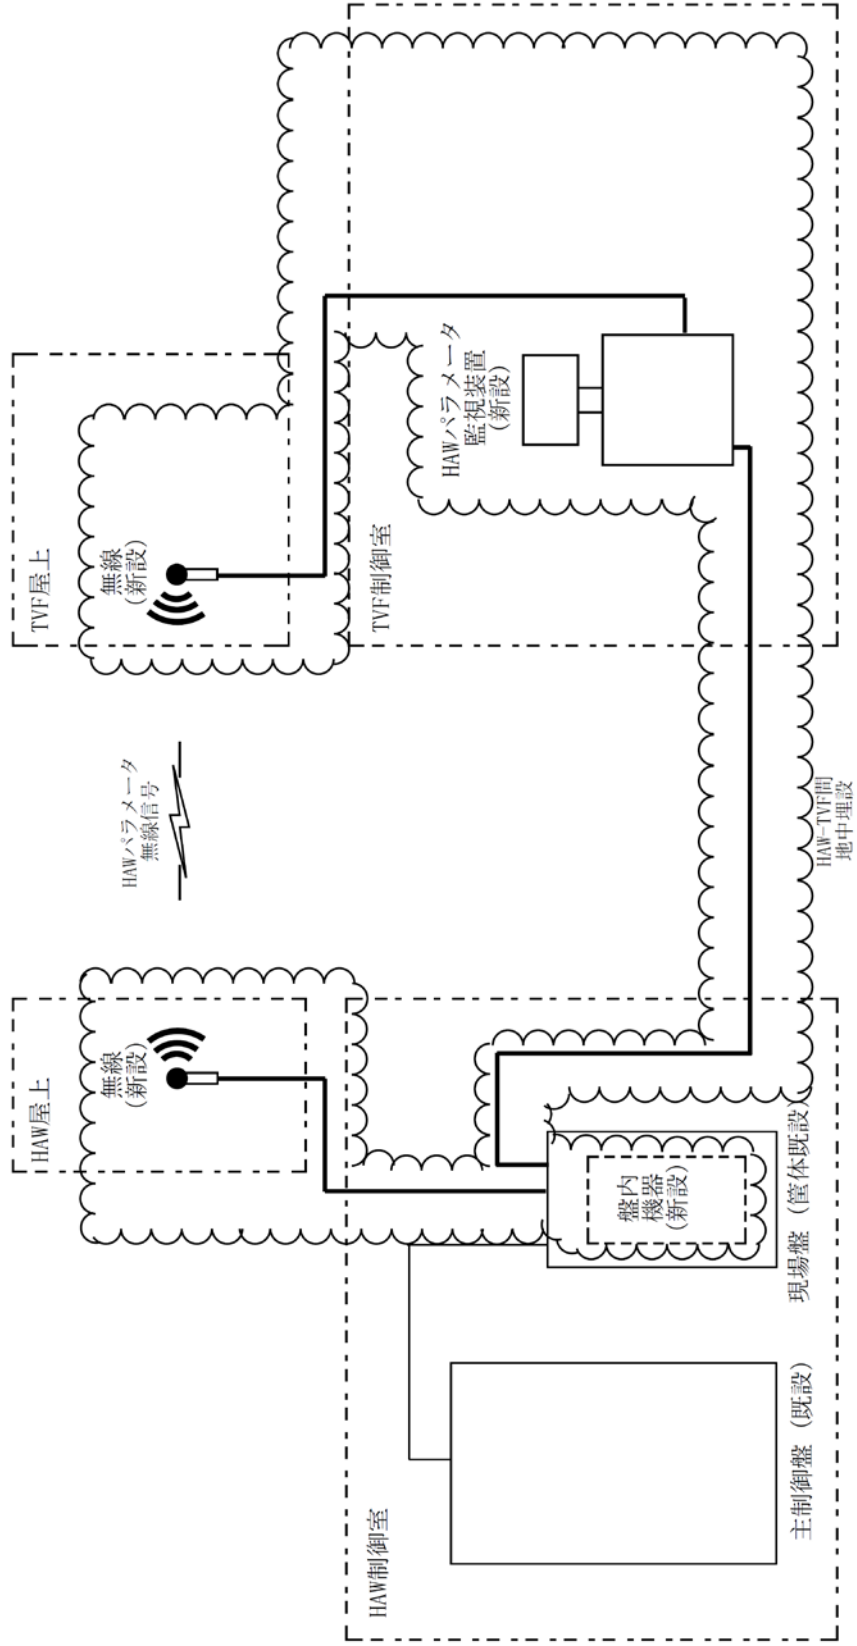 HAW屋上
無線
(新設)
HAWパラメータ
無線信号
TVF屋上
無線
(新設)
HAW制御室
主制御盤（既設）
現場盤（筐体既設）
盤内
機器
(新設)
TVF制御室
HAWパラメータ
監視装置
(新設)
HAW-TVF間
地中埋設